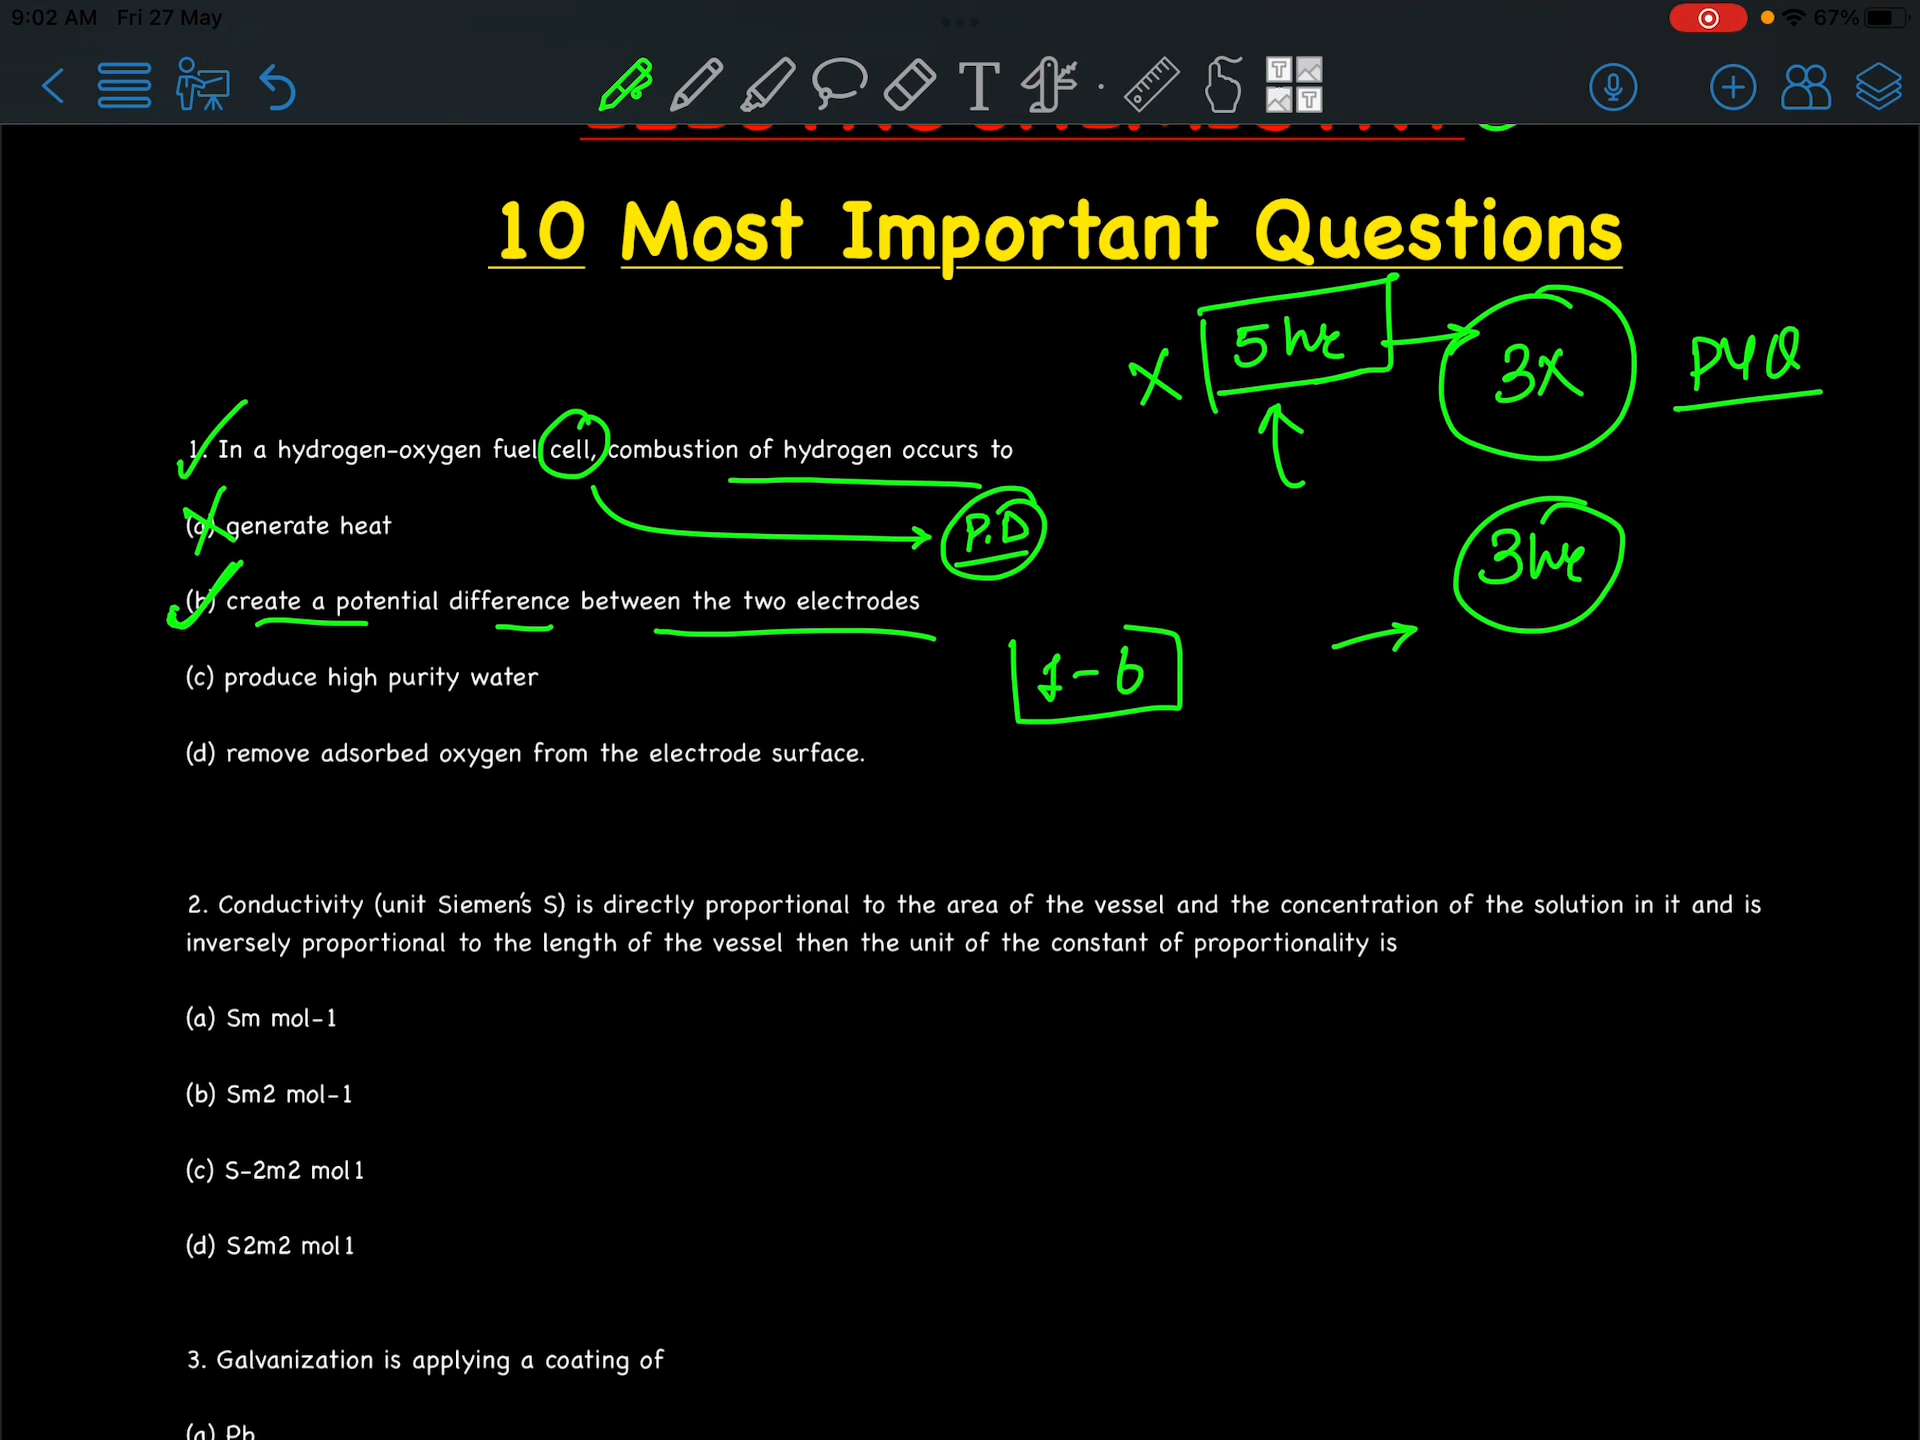 9:02 AM Fri 27 May
67%
10 Most Important Questions
X 5hr 3X PYQ
1. In a hydrogen-oxygen fuel cell, combustion of hydrogen occurs to
P.D
(a) generate heat
3hr
(b) create a potential difference between the two electrodes
1-b
(c) produce high purity water
(d) remove adsorbed oxygen from the electrode surface.
2. Conductivity (unit Siemen's S) is directly proportional to the area of the vessel and the concentration of the solution in it and is
inversely proportional to the length of the vessel then the unit of the constant of proportionality is
(a) Sm mol-1
(b) Sm2 mol-1
(c) S-2m2 mol1
(d) S2m2 mol1
3. Galvanization is applying a coating of
(a) Pb